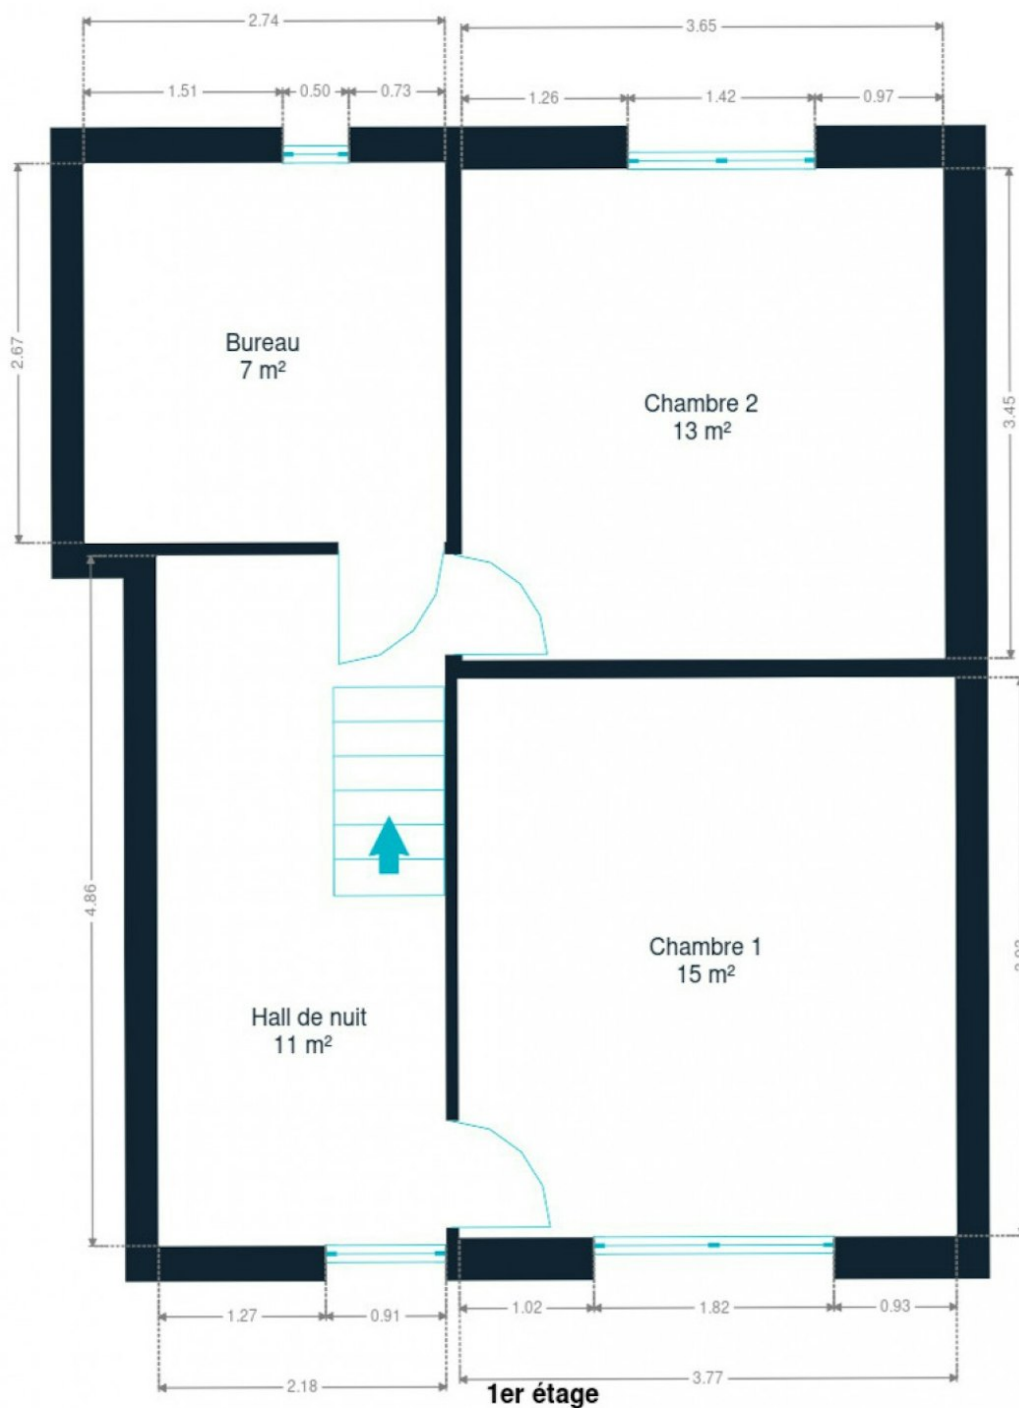 2.74
3.65
1.51
0.50
0.73
1.26
1.42
0.97
2.67
Bureau
7 m²
Chambre 2
13 m²
3.45
4.86
Chambre 1
15 m²
Hall de nuit
11 m²
1.27
0.91
1.02
1.82
0.93
2.18
3.77
1er étage